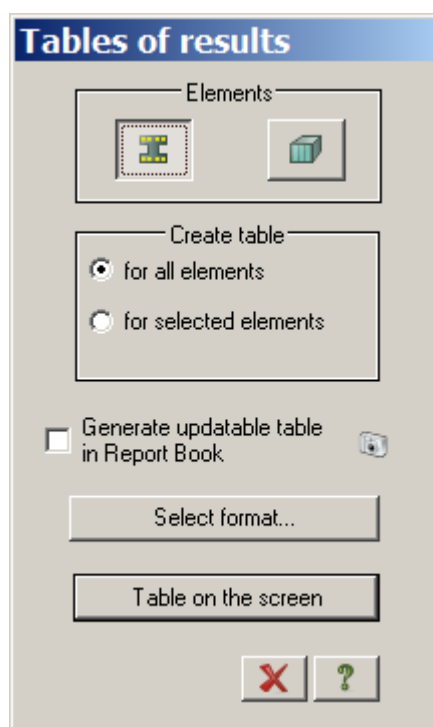 Tables of results
Elements
Create table
for all elements
for selected elements
Generate updatable table
in Report Book
Select format...
Table on the screen
?